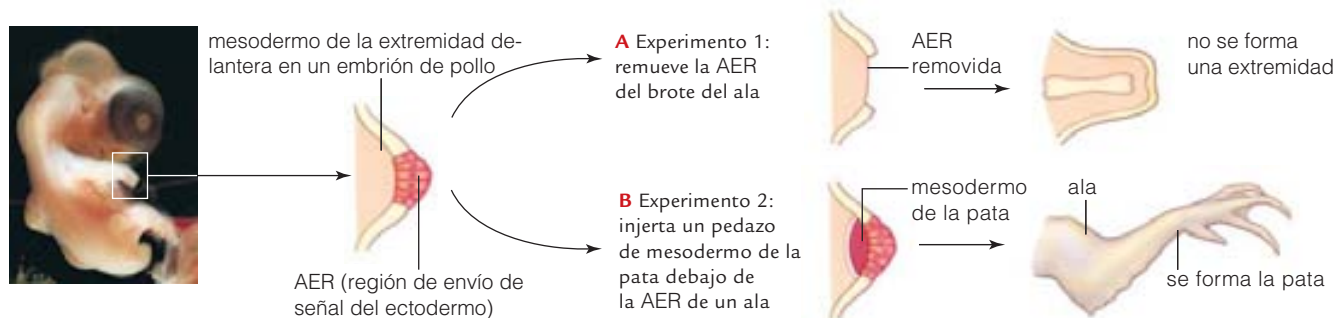 mesodermo de la extremidad de-
lantera en un embrión de pollo
AER (región de envío de
señal del ectodermo)
A Experimento 1:
remueve la AER
del brote del ala
AER
removida
no se forma
una extremidad
B Experimento 2:
injerta un pedazo
de mesodermo de la
pata debajo de
la AER de un ala
mesodermo
de la pata
ala
se forma la pata